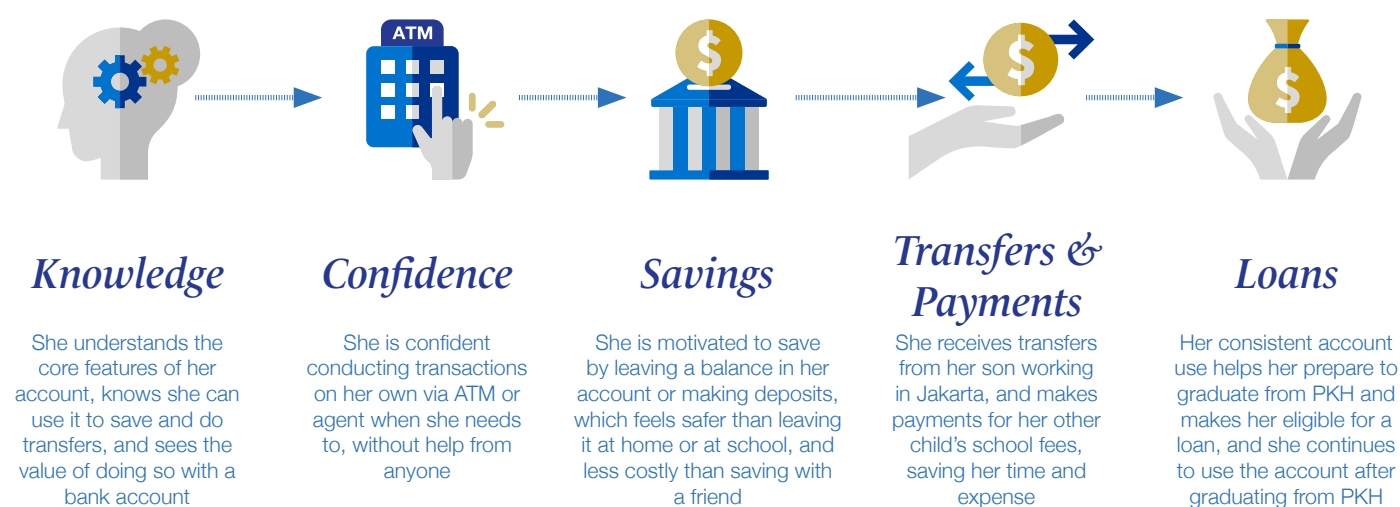 ATM
$
$
$
Knowledge
She understands the
core features of her
account, knows she can
use it to save and do
transfers, and sees the
value of doing so with a
bank account
Confidence
She is confident
conducting transactions
on her own via ATM or
agent when she needs
to, without help from
anyone
Savings
She is motivated to save
by leaving a balance in her
account or making deposits,
which feels safer than leaving
it at home or at school, and
less costly than saving with
a friend
Transfers &
Payments
She receives transfers
from her son working
in Jakarta, and makes
payments for her other
child's school fees,
saving her time and
expense
Loans
Her consistent account
use helps her prepare to
graduate from PKH and
makes her eligible for a
loan, and she continues
to use the account after
graduating from PKH